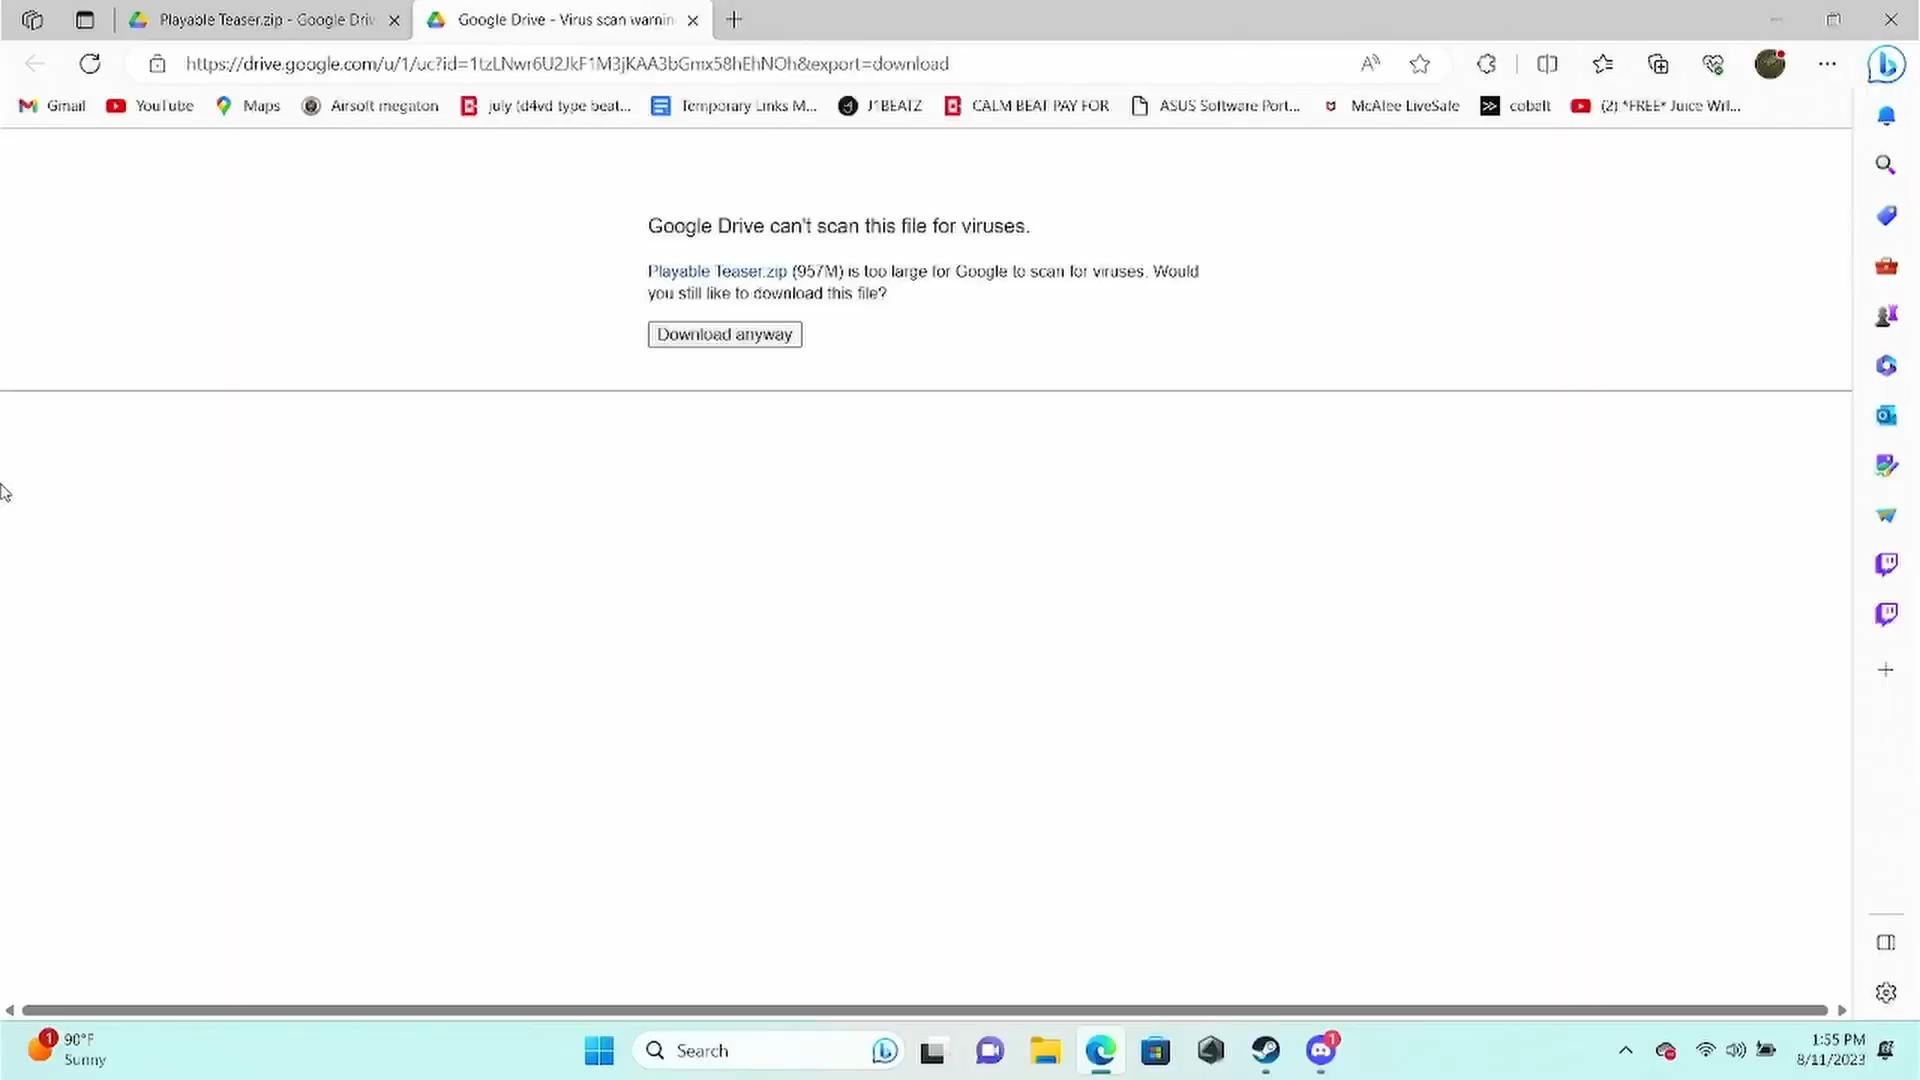 Playable Teaser.zip - Google Driv
Google Drive - Virus scan warnin
https://drive.google.com/u/1/uc?id=1tzLNwr6U2JkF1M3jKAA3bGmx58hEhNOh&export=download
Gmail
YouTube
Maps
Airsoft megaton
july (d4vd type beat...
Temporary Links M...
J*BEATZ
CALM BEAT PAY FOR
ASUS Software Port...
McAfee LiveSafe
cobalt
(2) *FREE* Juice Wrl...
Google Drive can't scan this file for viruses.
Playable Teaser.zip (957M) is too large for Google to scan for viruses. Would
you still like to download this file?
Download anyway
1
90°F
Sunny
Search
1
1:55 PM
8/11/2023